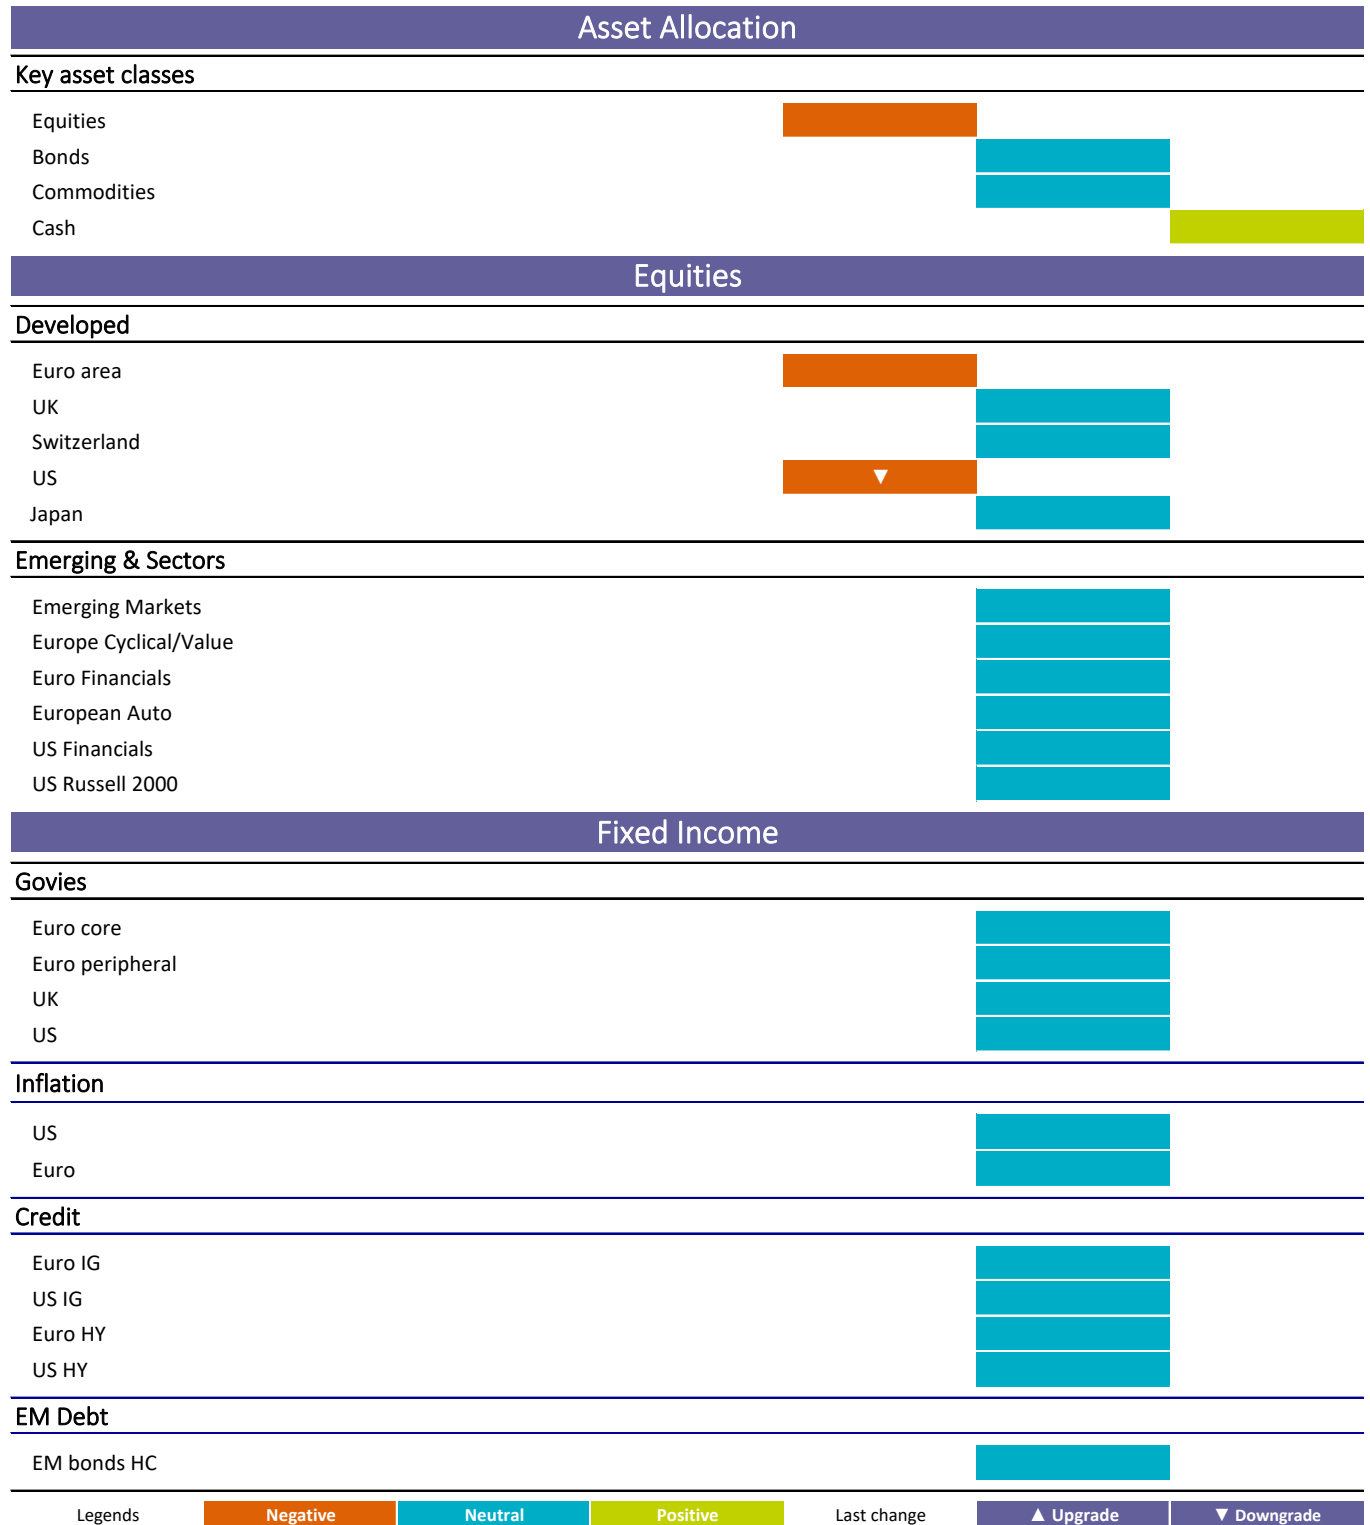 Asset Allocation
Key asset classes
Equities
Bonds
Commodities
Cash
Equities
Developed
Euro area
UK
Switzerland
US ▼
Japan
Emerging & Sectors
Emerging Markets
Europe Cyclical/Value
Euro Financials
European Auto
US Financials
US Russell 2000
Fixed Income
Govies
Euro core
Euro peripheral
UK
US
Inflation
US
Euro
Credit
Euro IG
US IG
Euro HY
US HY
EM Debt
EM bonds HC
Legends Negative Neutral Positive Last change ▲ Upgrade ▼ Downgrade